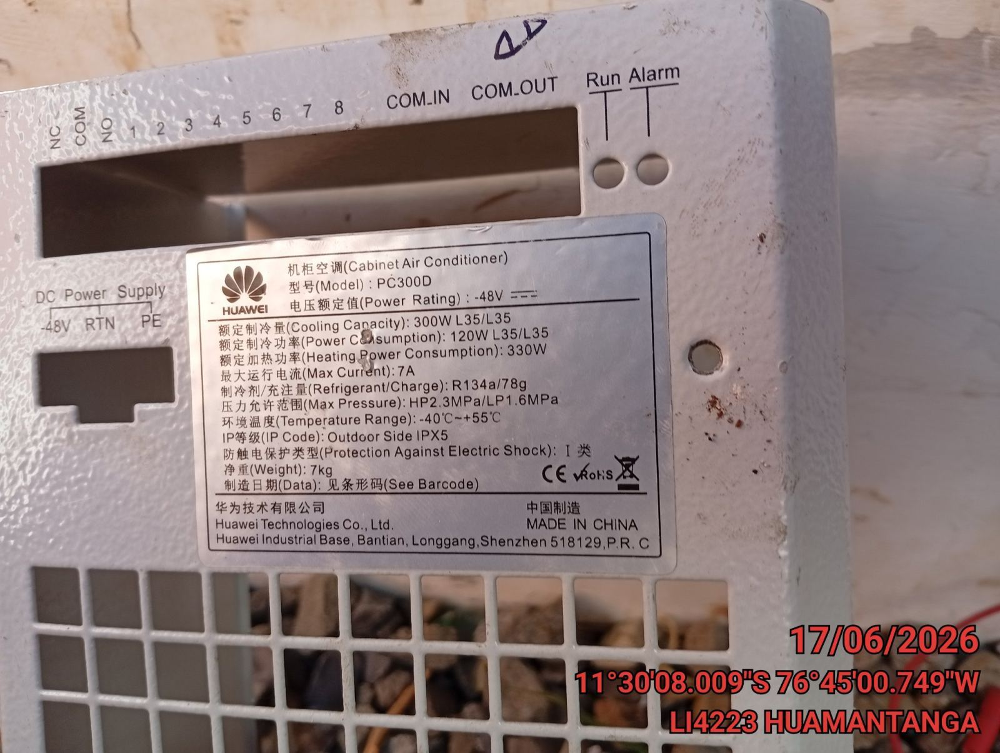 COM_IN COM_OUT Run Alarm
NC COM NO 1 2 3 4 5 6 7 8
DC Power Supply
-48V RTN PE
HUAWEI
机柜空调(Cabinet Air Conditioner)
型号(Model) : PC300D
电压额定值(Power Rating) : -48V ⎓
额定制冷量(Cooling Capacity): 300W L35/L35
额定制冷功率(Power Consumption): 120W L35/L35
额定加热功率(Heating Power Consumption): 330W
最大运行电流(Max Current): 7A
制冷剂/充注量(Refrigerant/Charge): R134a/78g
压力允许范围(Max Pressure): HP2.3MPa/LP1.6MPa
环境温度(Temperature Range): -40℃~+55℃
IP等级(IP Code): Outdoor Side IPX5
防触电保护类型(Protection Against Electric Shock): I 类
净重(Weight): 7kg
制造日期(Data): 见条形码(See Barcode)
CE RoHS
华为技术有限公司 中国制造
Huawei Technologies Co., Ltd. MADE IN CHINA
Huawei Industrial Base, Bantian, Longgang,Shenzhen 518129,P.R. C
17/06/2026
11°30'08.009"S 76°45'00.749"W
LI4223 HUAMANTANGA